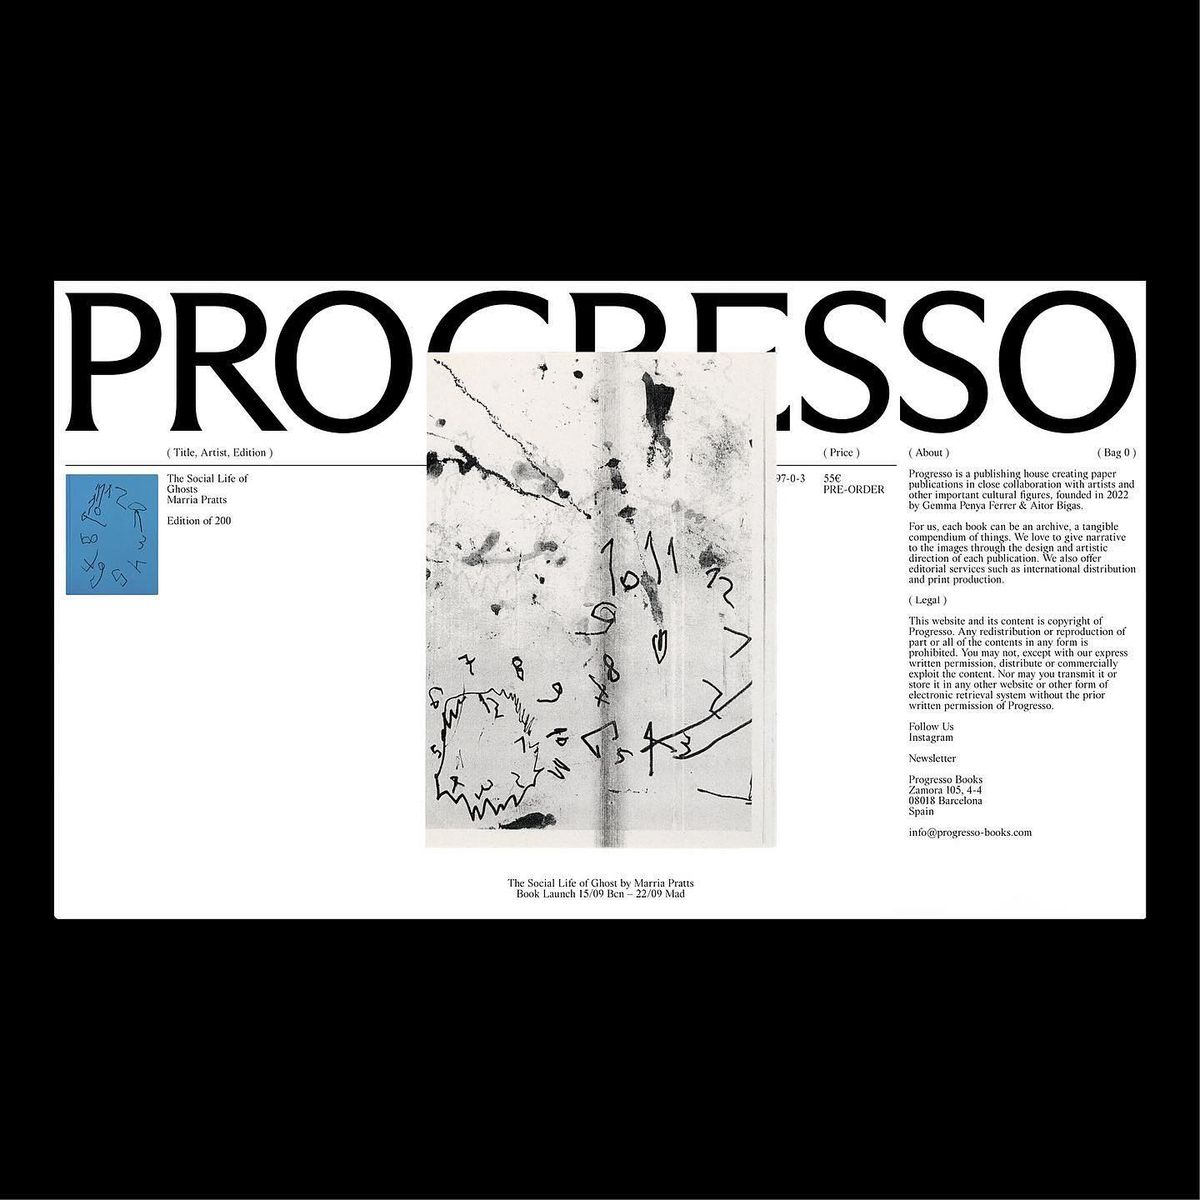 PROGRESSO
( Title, Artist, Edition )
( Price )
( About )
( Bag 0 )
The Social Life of
Ghosts
Marria Pratts
Edition of 200
97-0-3
55€
PRE-ORDER
Progresso is a publishing house creating paper
publications in close collaboration with artists and
other important cultural figures, founded in 2022
by Gemma Penya Ferrer & Aitor Bigas.
For us, each book can be an archive, a tangible
compendium of things. We love to give narrative
to the images through the design and artistic
direction of each publication. We also offer
editorial services such as international distribution
and print production.
( Legal )
This website and its content is copyright of
Progresso. Any redistribution or reproduction of
part or all of the contents in any form is
prohibited. You may not, except with our express
written permission, distribute or commercially
exploit the content. Nor may you transmit it or
store it in any other website or other form of
electronic retrieval system without the prior
written permission of Progresso.
Follow Us
Instagram
Newsletter
Progresso Books
Zamora 105, 4-4
08018 Barcelona
Spain
info@progresso-books.com
The Social Life of Ghost by Marria Pratts
Book Launch 15/09 Bcn – 22/09 Mad